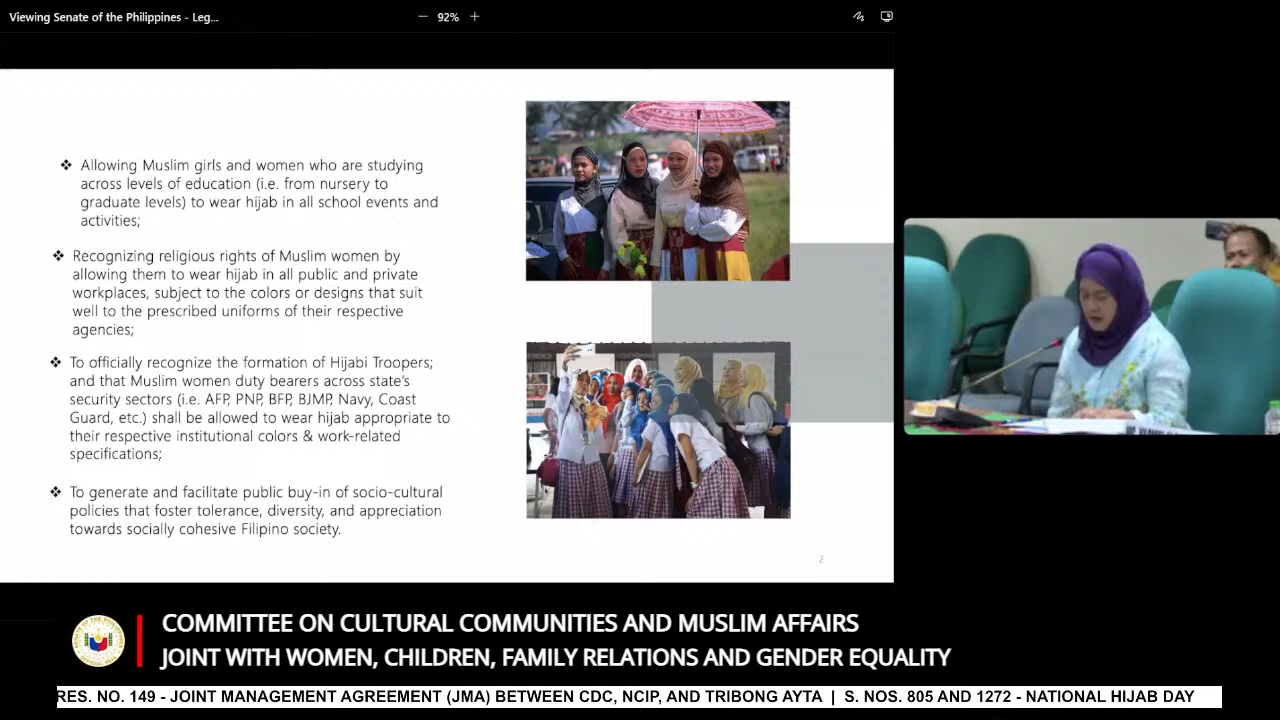 Viewing Senate of the Philippines - Leg...
92%
❖ Allowing Muslim girls and women who are studying
across levels of education (i.e. from nursery to
graduate levels) to wear hijab in all school events and
activities;
❖ Recognizing religious rights of Muslim women by
allowing them to wear hijab in all public and private
workplaces, subject to the colors or designs that suit
well to the prescribed uniforms of their respective
agencies;
❖ To officially recognize the formation of Hijabi Troopers;
and that Muslim women duty bearers across state's
security sectors (i.e. AFP, PNP, BFP, BJMP, Navy, Coast
Guard, etc.) shall be allowed to wear hijab appropriate to
their respective institutional colors & work-related
specifications;
❖ To generate and facilitate public buy-in of socio-cultural
policies that foster tolerance, diversity, and appreciation
towards socially cohesive Filipino society.
2
COMMITTEE ON CULTURAL COMMUNITIES AND MUSLIM AFFAIRS
JOINT WITH WOMEN, CHILDREN, FAMILY RELATIONS AND GENDER EQUALITY
RES. NO. 149 - JOINT MANAGEMENT AGREEMENT (JMA) BETWEEN CDC, NCIP, AND TRIBONG AYTA | S. NOS. 805 AND 1272 - NATIONAL HIJAB DAY